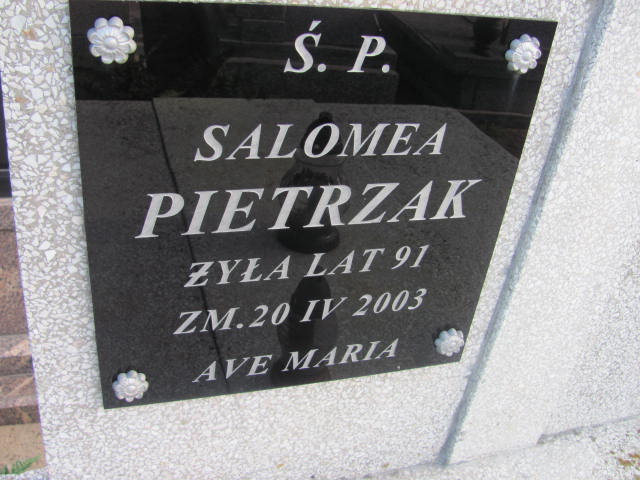 Ś. P.
SALOMEA
PIETRZAK
ŻYŁA LAT 91
ZM. 20 IV 2003
AVE MARIA